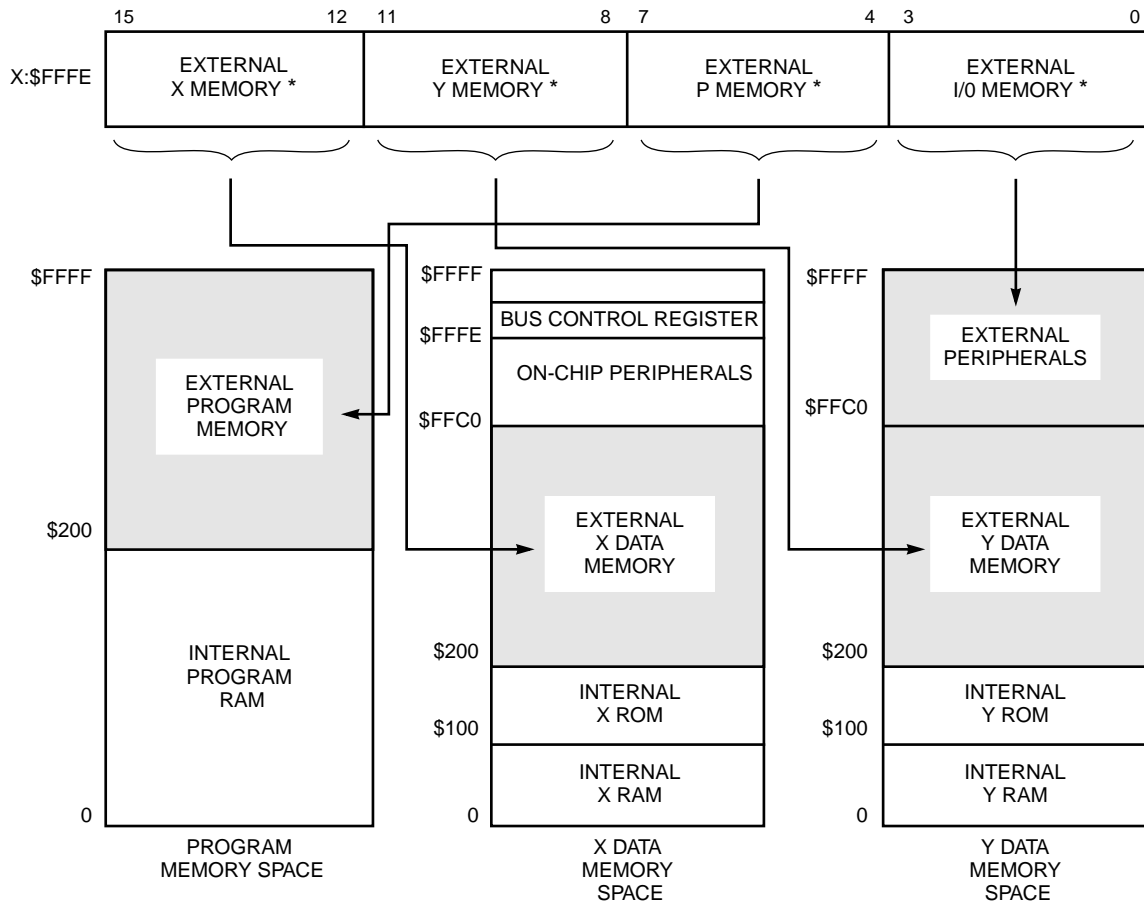 15 12 11 8 7 4 3 0
X:$FFFE
EXTERNAL
X MEMORY *
EXTERNAL
Y MEMORY *
EXTERNAL
P MEMORY *
EXTERNAL
I/0 MEMORY *
$FFFF
EXTERNAL
PROGRAM
MEMORY
$200
INTERNAL
PROGRAM
RAM
0
PROGRAM
MEMORY SPACE
$FFFF
BUS CONTROL REGISTER
$FFFE
ON-CHIP PERIPHERALS
$FFC0
EXTERNAL
X DATA
MEMORY
$200
INTERNAL
X ROM
$100
INTERNAL
X RAM
0
X DATA
MEMORY
SPACE
$FFFF
EXTERNAL
PERIPHERALS
$FFC0
EXTERNAL
Y DATA
MEMORY
$200
INTERNAL
Y ROM
$100
INTERNAL
Y RAM
0
Y DATA
MEMORY
SPACE